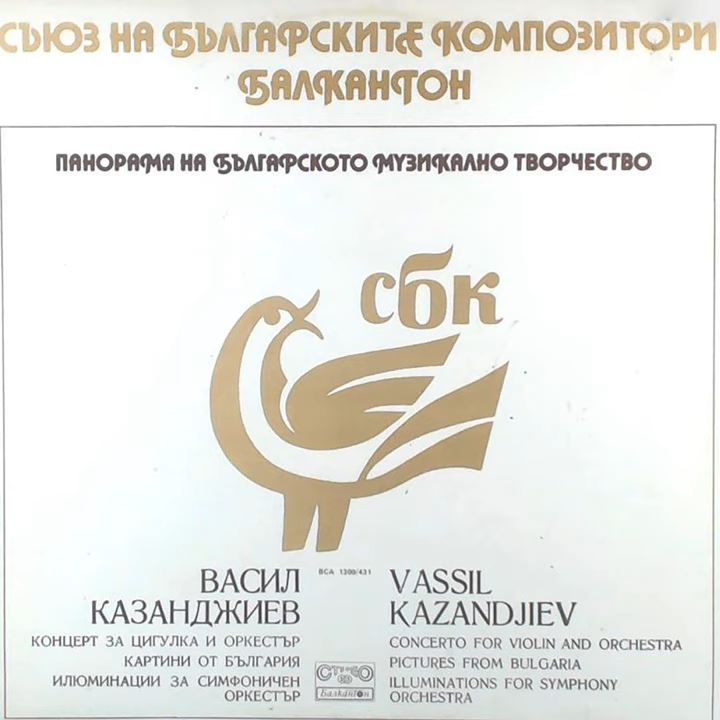 СЪЮЗ НА БЪЛГАРСКИТЕ КОМПОЗИТОРИ
БАЛКАНТОН
ПАНОРАМА НА БЪЛГАРСКОТО МУЗИКАЛНО ТВОРЧЕСТВО
сбк
ВСА 1300/431
ВАСИЛ
КАЗАНДЖИЕВ
КОНЦЕРТ ЗА ЦИГУЛКА И ОРКЕСТЪР
КАРТИНИ ОТ БЪЛГАРИЯ
ИЛЮМИНАЦИИ ЗА СИМФОНИЧЕН
ОРКЕСТЪР
СТЕРЕО
Балкантон
VASSIL
KAZANDJIEV
CONCERTO FOR VIOLIN AND ORCHESTRA
PICTURES FROM BULGARIA
ILLUMINATIONS FOR SYMPHONY
ORCHESTRA